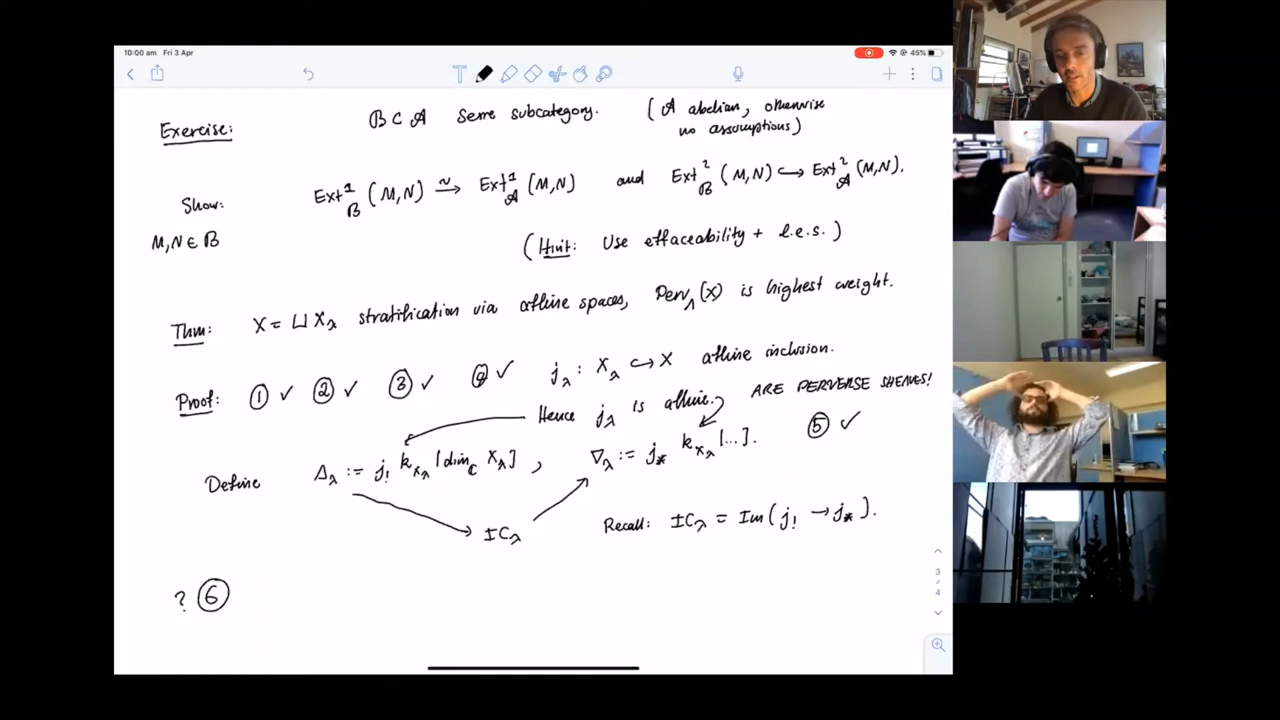 10:00 am Fri 3 Apr
45%
Exercise: B ⊂ A Serre subcategory. (A abelian, otherwise no assumptions)
Show: M, N ∈ B
Ext¹_B (M,N) ~→ Ext¹_A (M,N) and Ext²_B (M,N) ↪ Ext²_A (M,N).
(Hint: Use effaceability + l.e.s.)
Thm: X = ⊔ X_λ stratification via affine spaces, Perv_Λ(X) is highest weight.
Proof: ① ✓ ② ✓ ③ ✓ ④ ✓ j_λ : X_λ ↪ X affine inclusion.
Hence j_λ is affine. ARE PERVERSE SHEAVES!
Define Δ_λ := j_! k_{X_λ} [dim_ℂ X_λ] , ∇_λ := j_* k_{X_λ} [...]. ⑤ ✓
IC_λ Recall: IC_λ = Im(j_! → j_*).
? ⑥
3
/
4